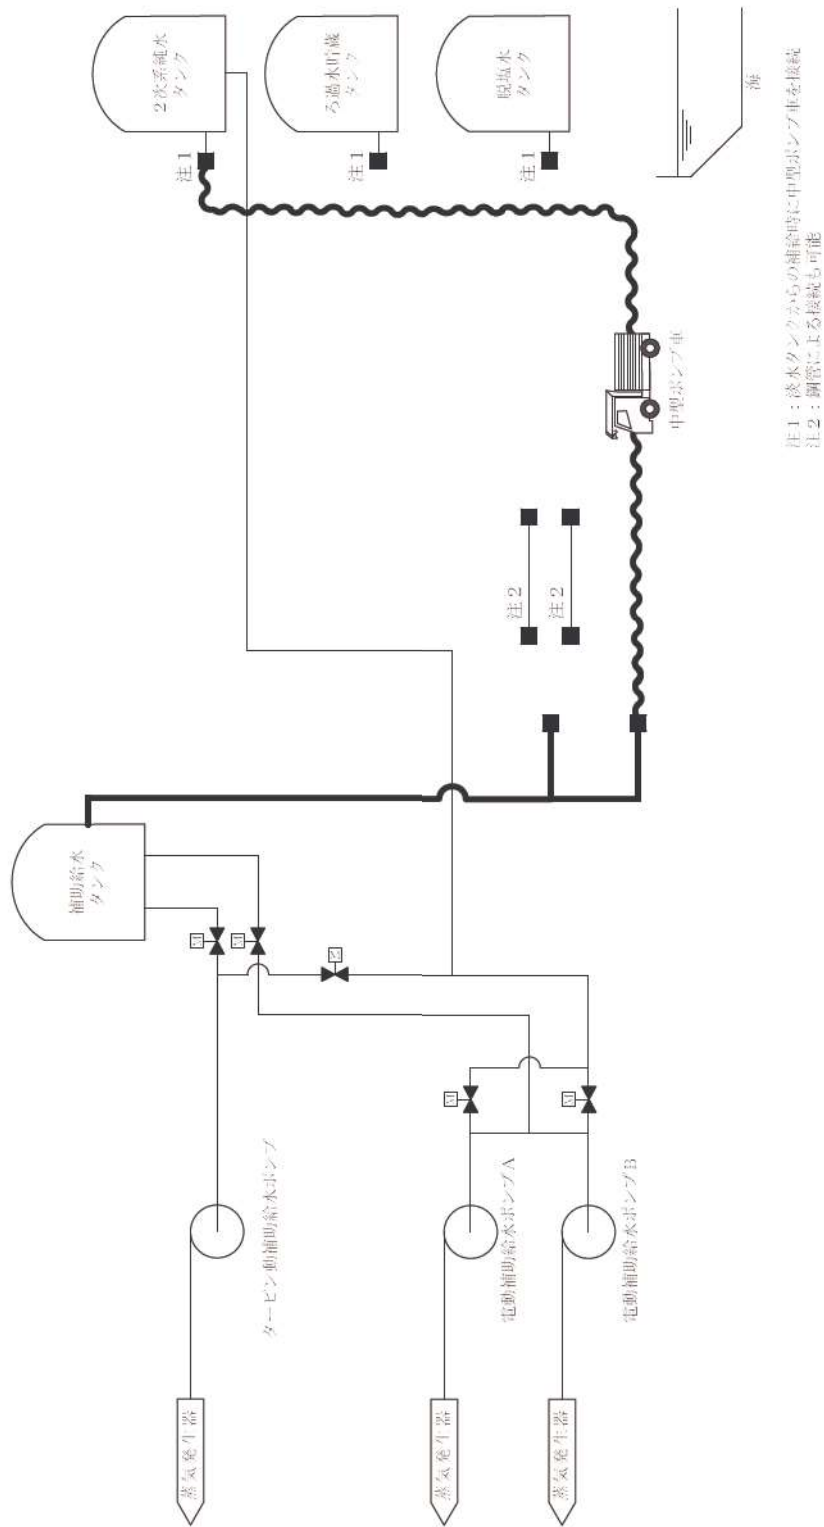 蒸気発生器
蒸気発生器
蒸気発生器
タービン動補助給水ポンプ
電動補助給水ポンプA
電動補助給水ポンプB
補助給水
タンク
M
M
M
M
M
注2
注2
中型ポンプ車
2次系純水
タンク
注1
ろ過水貯蔵
タンク
注1
脱塩水
タンク
注1
海
注1：淡水タンクからの補給時に中型ポンプ車を接続
注2：鋼管による接続も可能